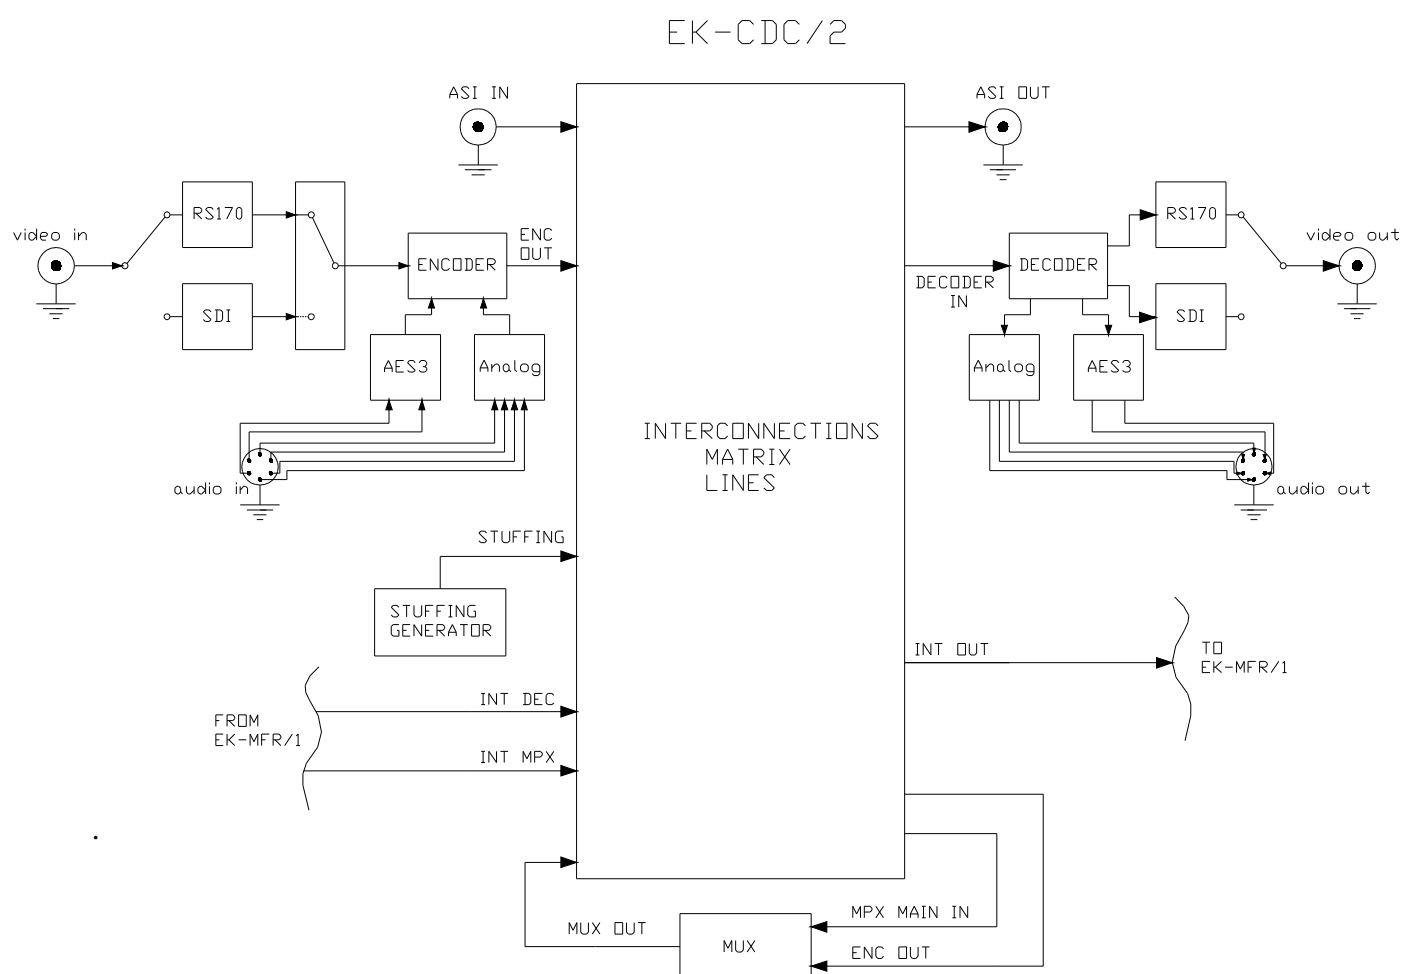 EK-CDC/2
ASI IN
ASI OUT
video in
RS170
SDI
ENCODER
ENC
OUT
AES3
Analog
audio in
INTERCONNECTIONS
MATRIX
LINES
DECODER
IN
DECODER
RS170
SDI
video out
Analog
AES3
audio out
STUFFING
STUFFING
GENERATOR
INT OUT
TO
EK-MFR/1
FROM
EK-MFR/1
INT DEC
INT MPX
MUX OUT
MUX
MPX MAIN IN
ENC OUT